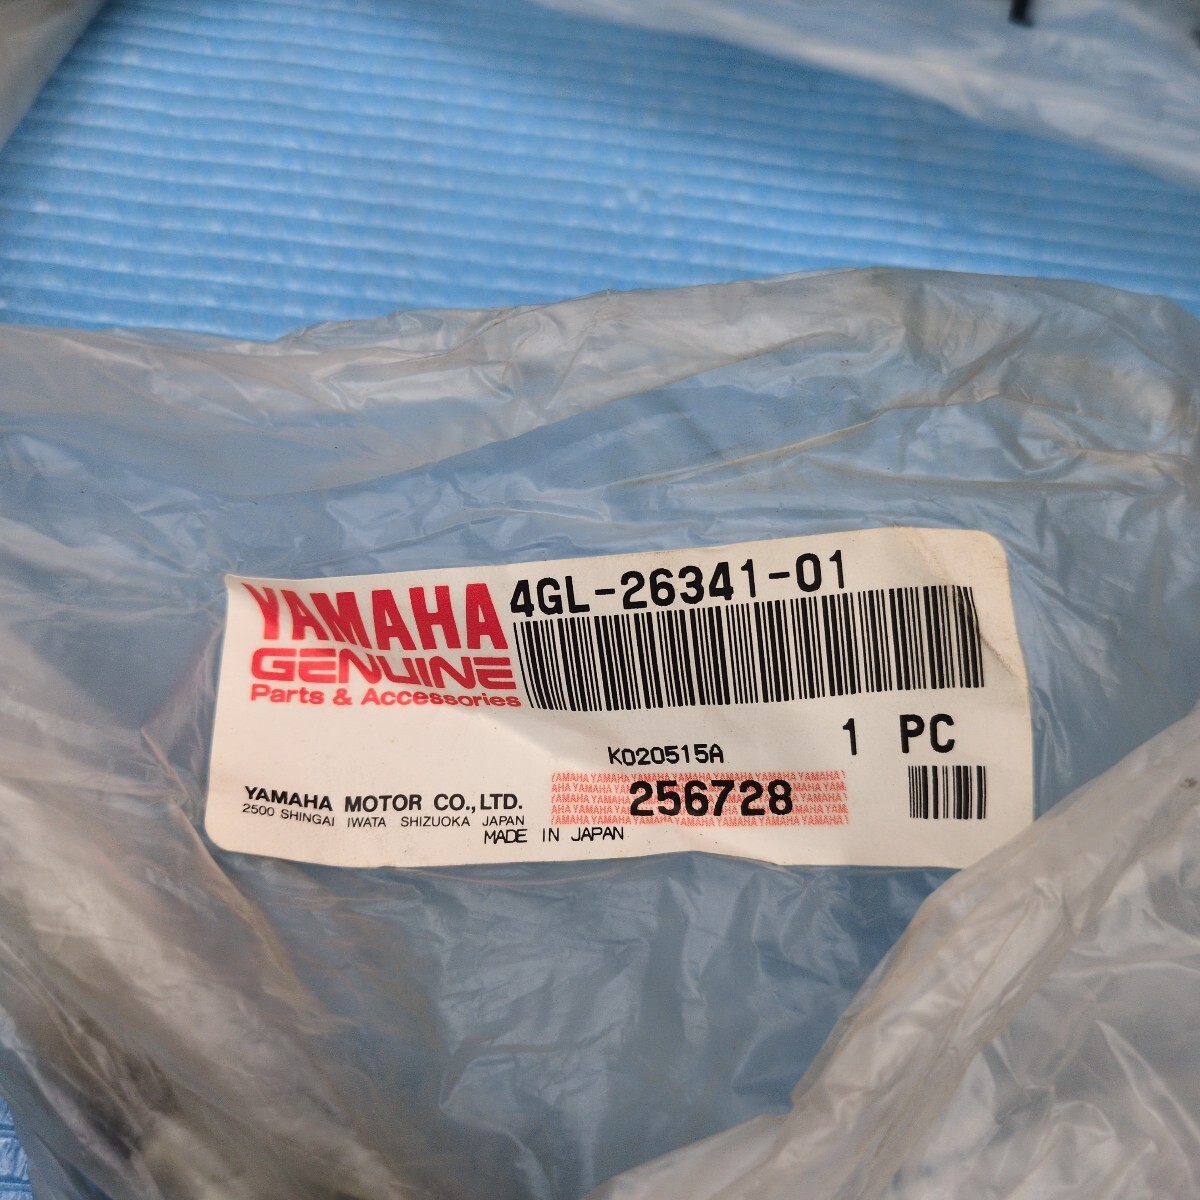 YAMAHA
GENUINE
Parts & Accessories
4GL-26341-01
1 PC
K020515A
256728
YAMAHA MOTOR CO.,LTD.
2500 SHINGAI IWATA SHIZUOKA JAPAN
MADE IN JAPAN